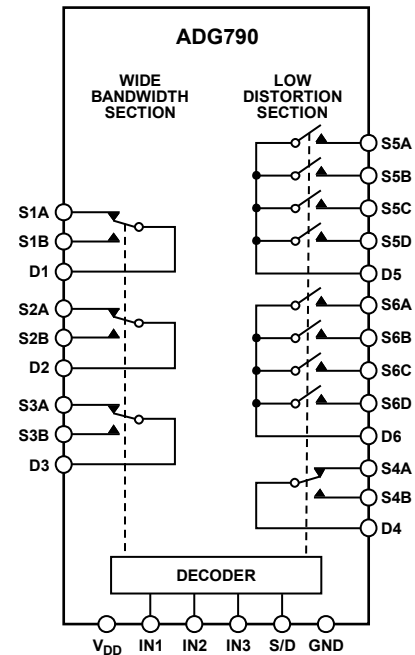 ADG790
WIDE
BANDWIDTH
SECTION
LOW
DISTORTION
SECTION
S1A
S1B
D1
S2A
S2B
D2
S3A
S3B
D3
S5A
S5B
S5C
S5D
D5
S6A
S6B
S6C
S6D
D6
S4A
S4B
D4
DECODER
VDD IN1 IN2 IN3 S/D GND